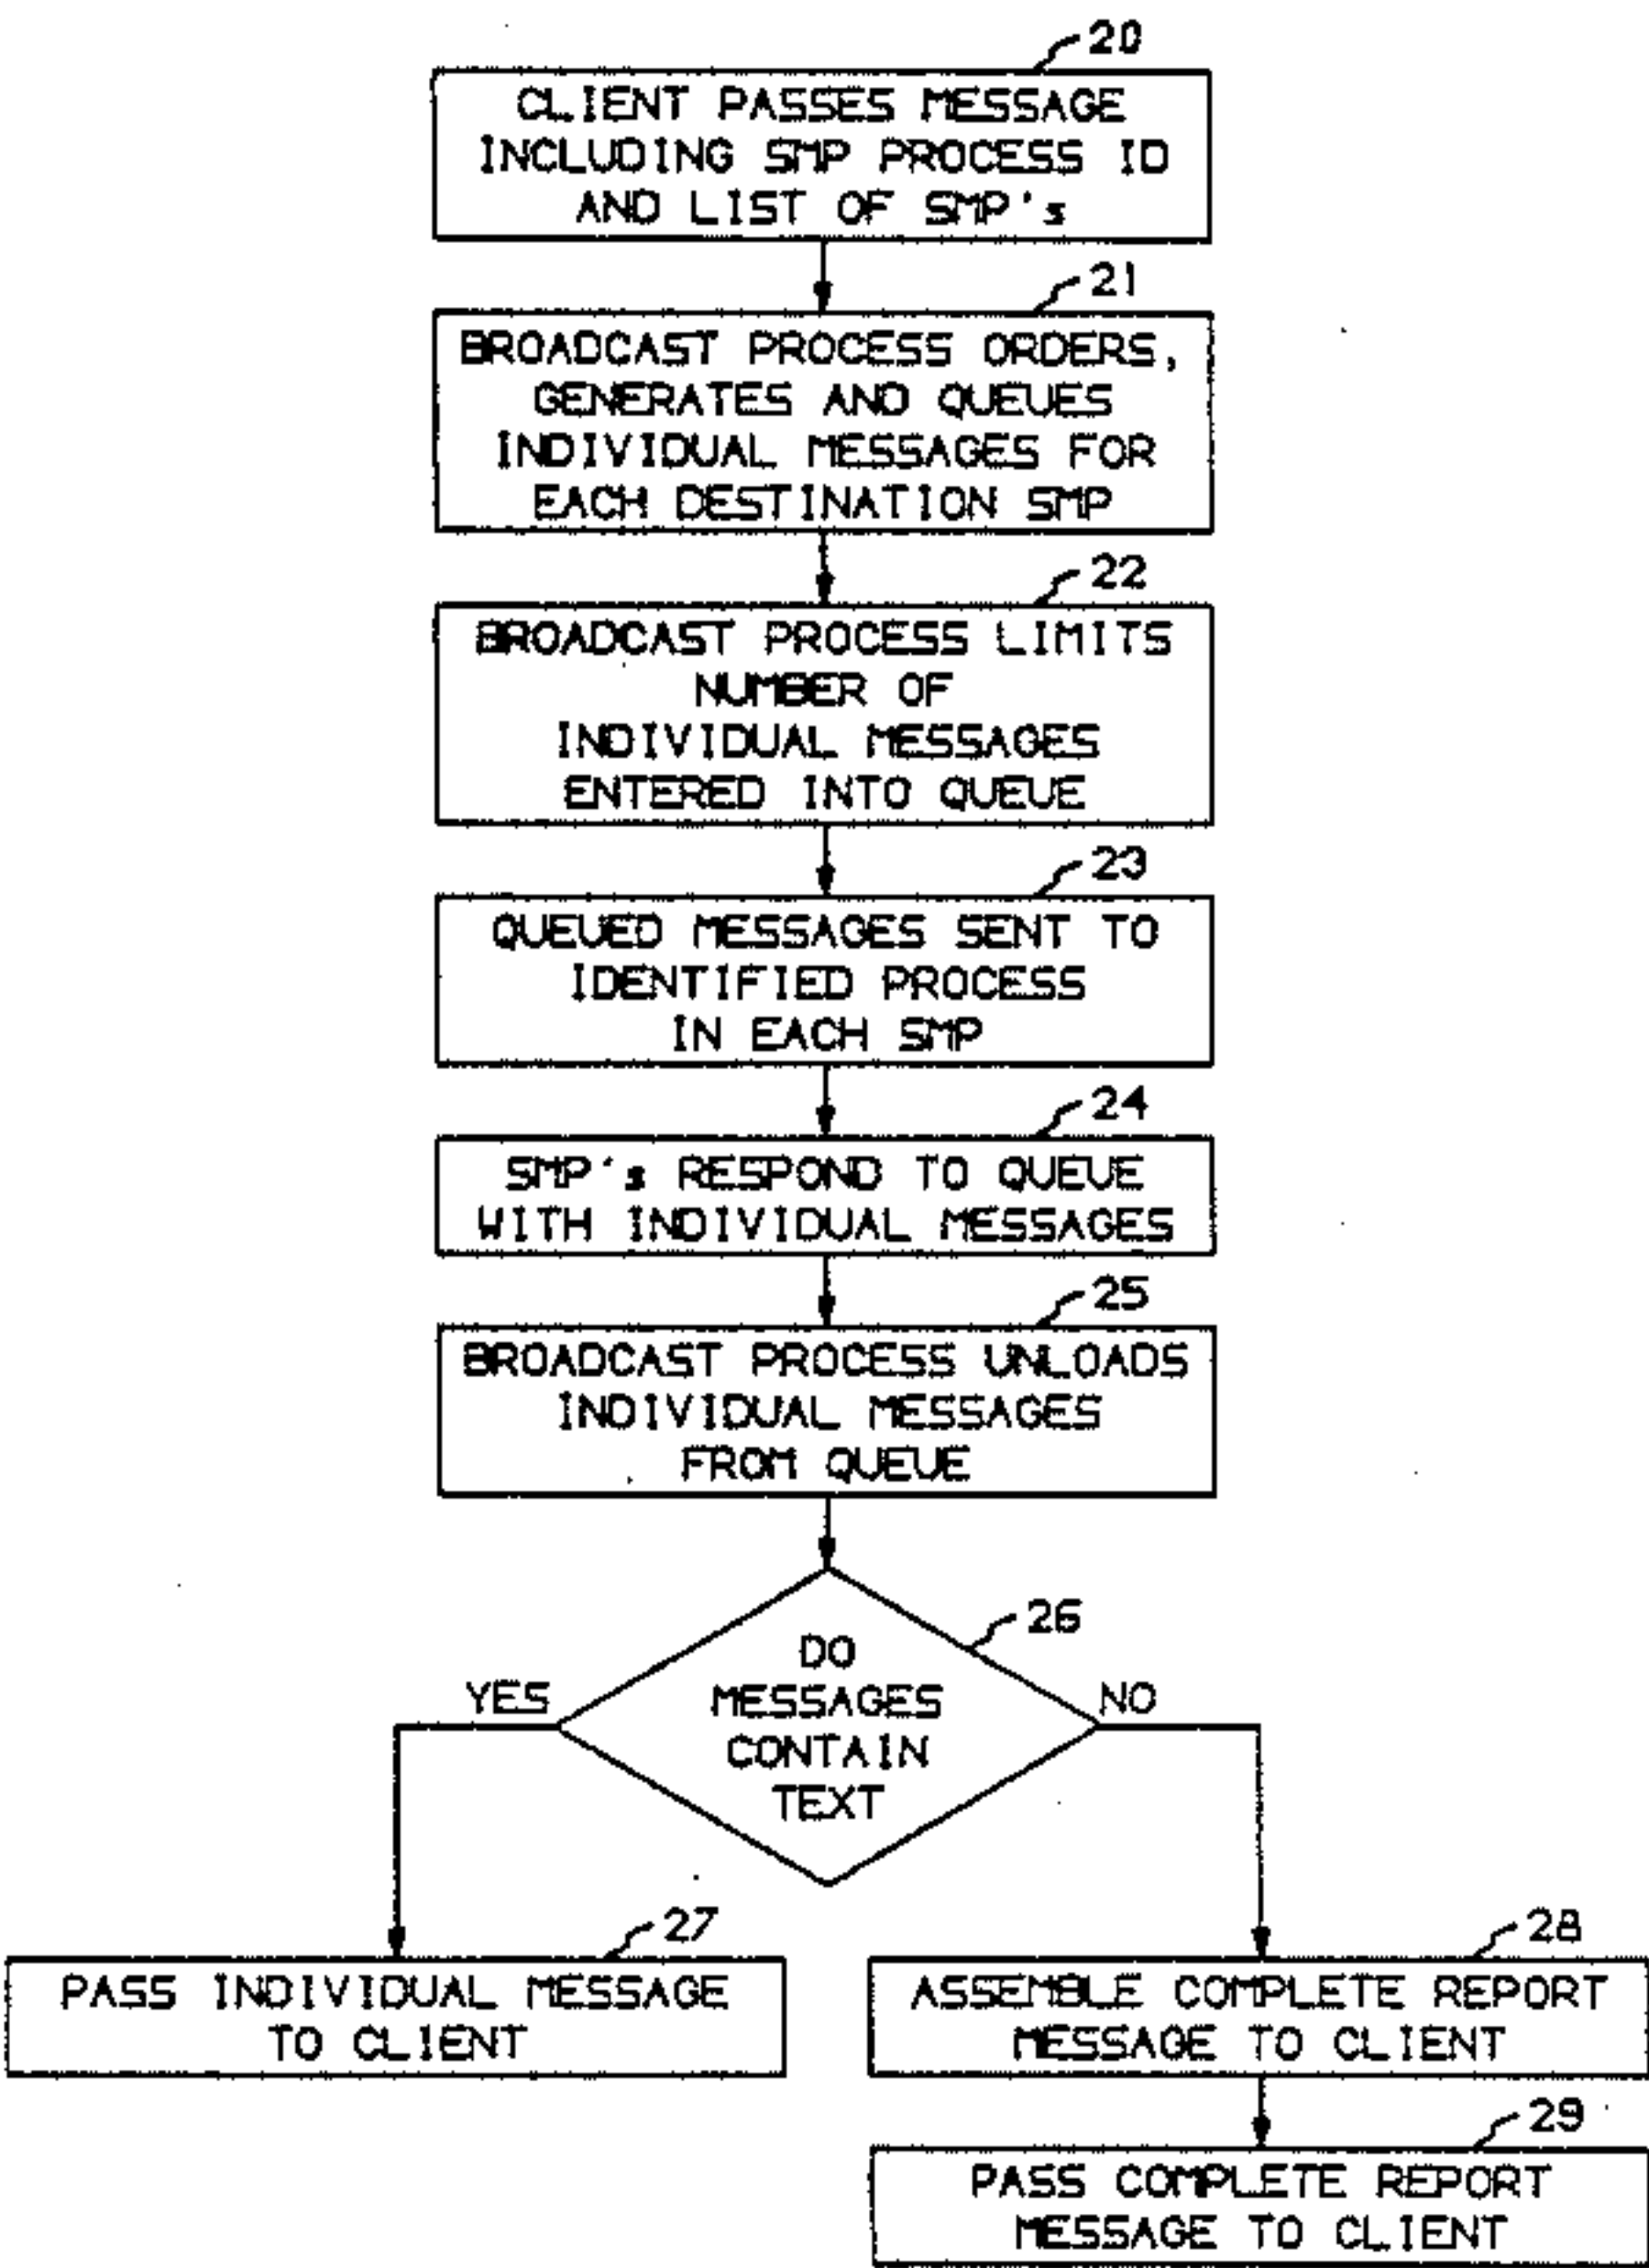 20
CLIENT PASSES MESSAGE
INCLUDING SMP PROCESS ID
AND LIST OF SMP's
21
BROADCAST PROCESS ORDERS,
GENERATES AND QUEUES
INDIVIDUAL MESSAGES FOR
EACH DESTINATION SMP
22
BROADCAST PROCESS LIMITS
NUMBER OF
INDIVIDUAL MESSAGES
ENTERED INTO QUEUE
23
QUEUED MESSAGES SENT TO
IDENTIFIED PROCESS
IN EACH SMP
24
SMP's RESPOND TO QUEUE
WITH INDIVIDUAL MESSAGES
25
BROADCAST PROCESS UNLOADS
INDIVIDUAL MESSAGES
FROM QUEUE
26
DO
MESSAGES
CONTAIN
TEXT
YES
NO
27
PASS INDIVIDUAL MESSAGE
TO CLIENT
28
ASSEMBLE COMPLETE REPORT
MESSAGE TO CLIENT
29
PASS COMPLETE REPORT
MESSAGE TO CLIENT